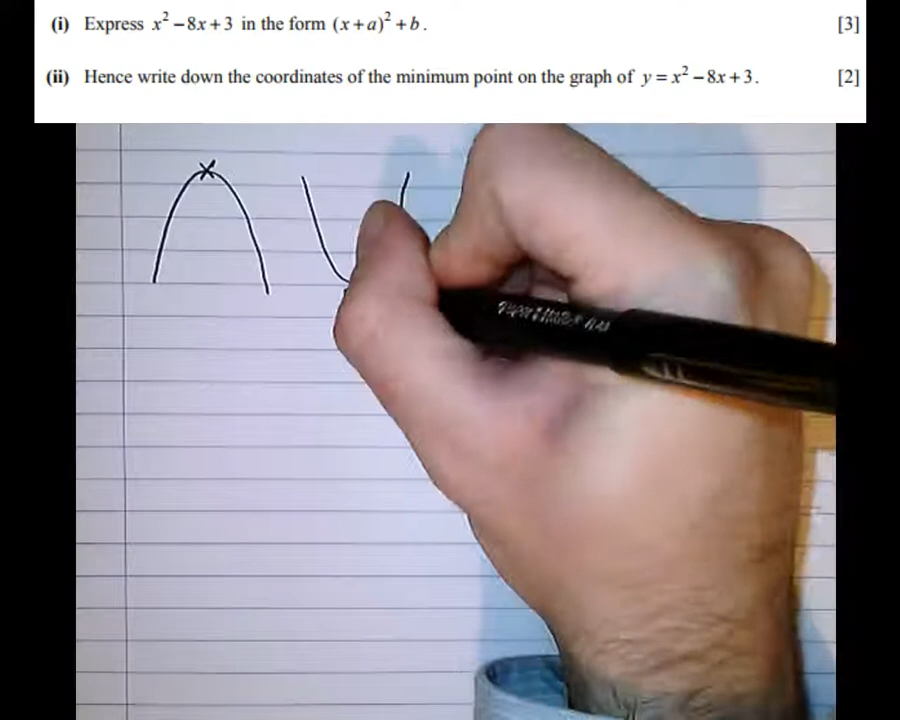 (i) Express x² − 8x + 3 in the form (x + a)² + b. [3]
(ii) Hence write down the coordinates of the minimum point on the graph of y = x² − 8x + 3. [2]